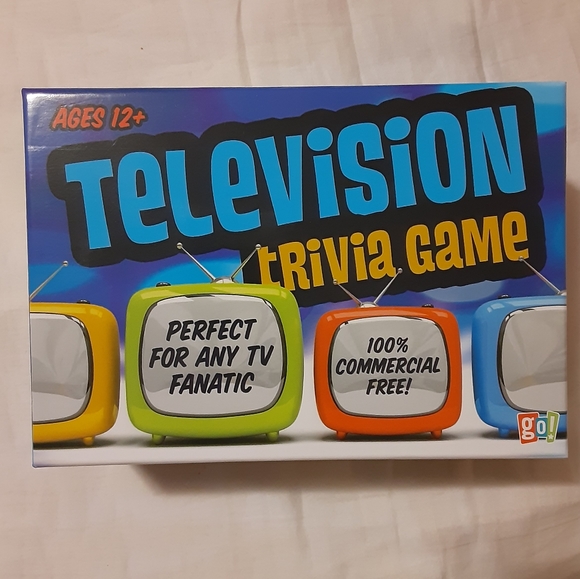 AGES 12+
TELEVISION
TRIVIA GAME
PERFECT
FOR ANY TV
FANATIC
100%
COMMERCIAL
FREE!
go!